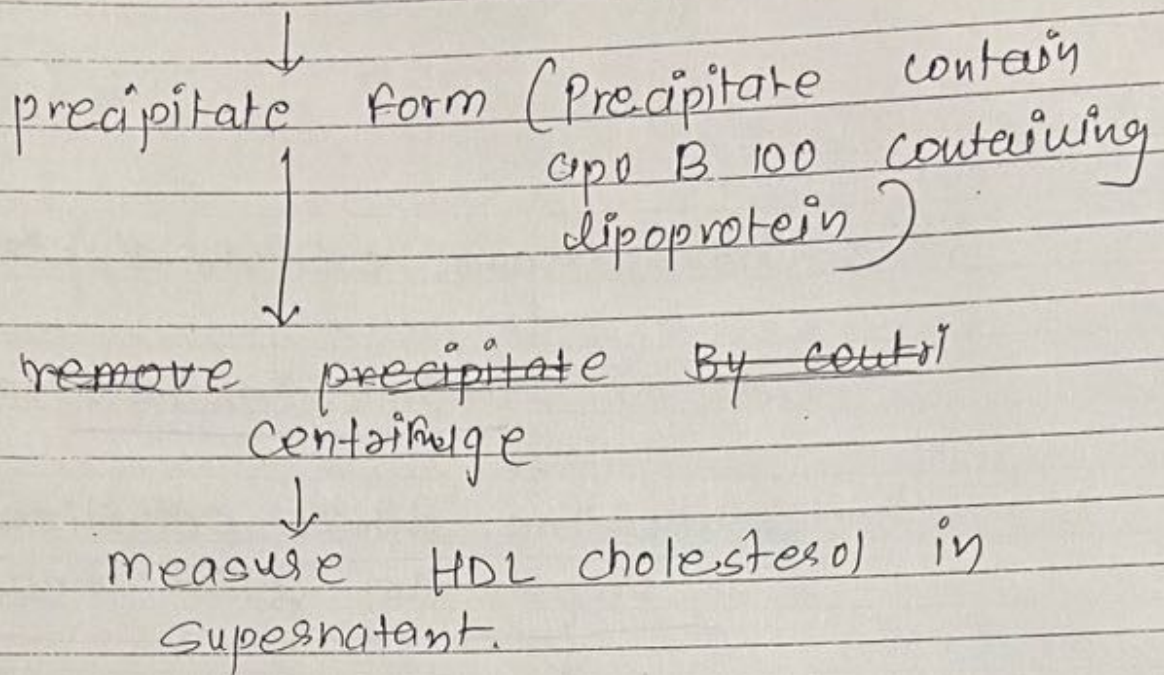 ↓
precipitate form (Precipitate contain
apo B 100 containing
lipoprotein)
↓
~~remove precipitate By centri~~
Centrifuge
↓
measure HDL cholesterol in
supernatant.